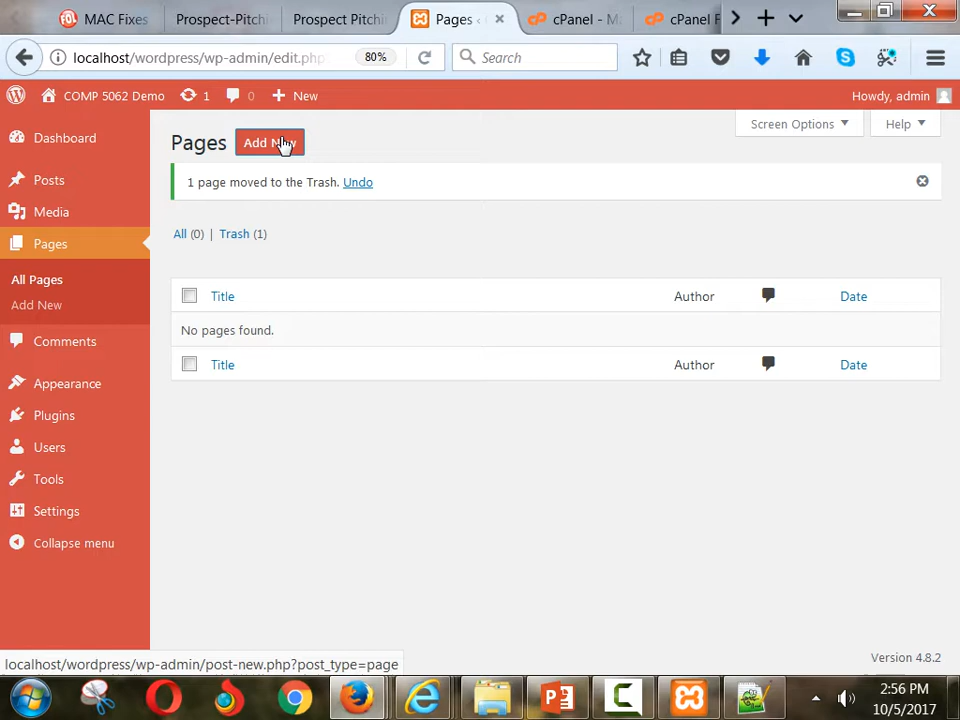 MAC Fixes
Prospect-Pitchi
Prospect Pitchin
Pages ‹
cPanel - M
cPanel F
localhost/wordpress/wp-admin/edit.php
80%
Search
COMP 5062 Demo
1
0
New
Howdy, admin
Dashboard
Posts
Media
Pages
All Pages
Add New
Comments
Appearance
Plugins
Users
Tools
Settings
Collapse menu
Screen Options
Help
Pages
Add New
1 page moved to the Trash. Undo
All (0) | Trash (1)
Title Author Date
No pages found.
Title Author Date
Version 4.8.2
localhost/wordpress/wp-admin/post-new.php?post_type=page
2:56 PM
10/5/2017